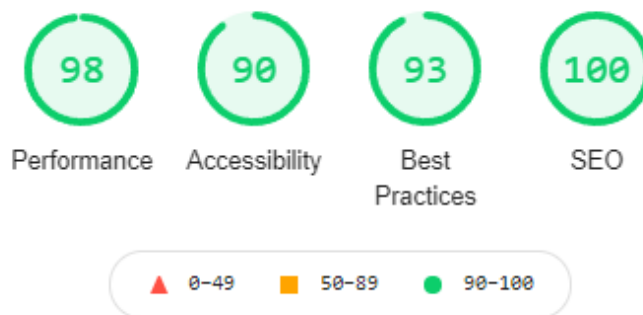 98 90 93 100
Performance Accessibility Best Practices SEO
0–49 50–89 90–100